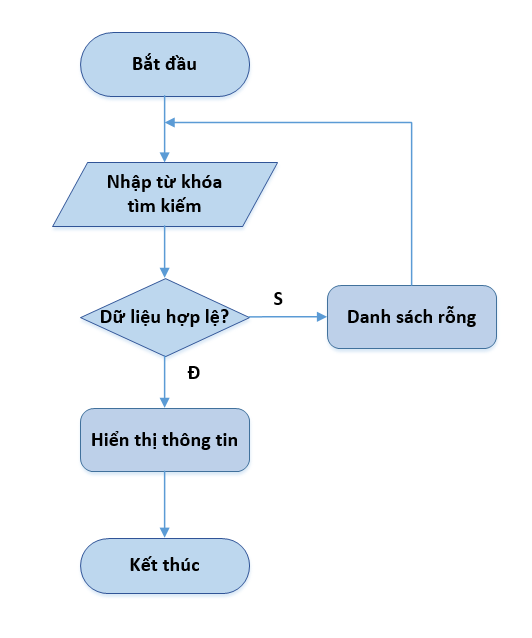 Bắt đầu
Nhập từ khóa
tìm kiếm
Dữ liệu hợp lệ?
S
Danh sách rỗng
Đ
Hiển thị thông tin
Kết thúc